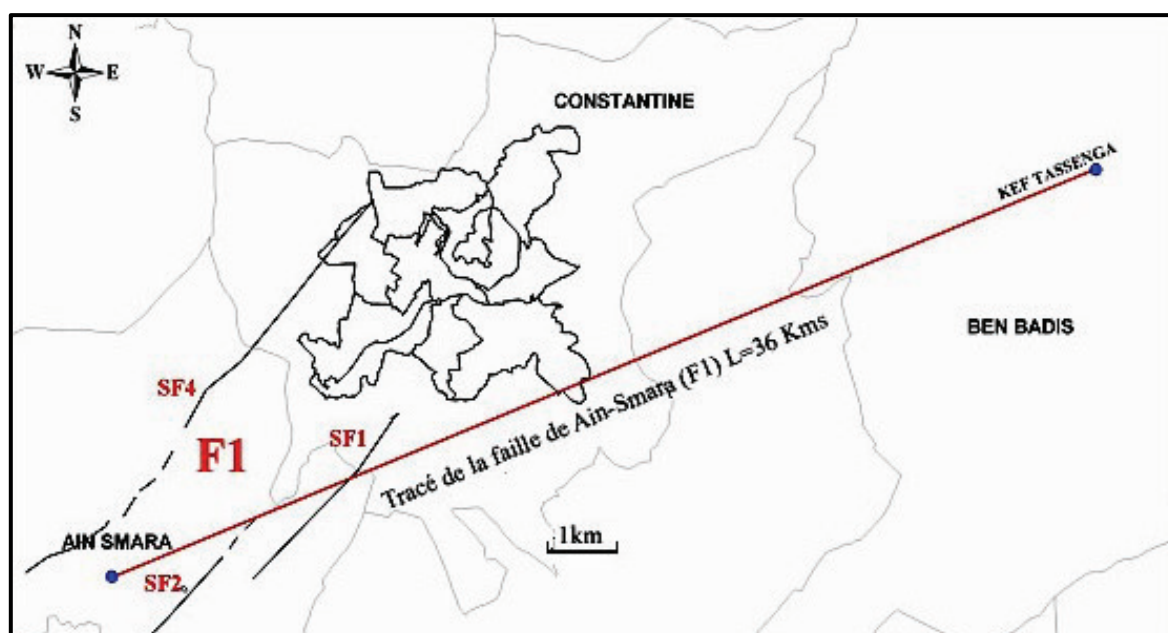 N
W E
S
CONSTANTINE
KEF TASSENGA
BEN BADIS
SF4
SF1
F1
Tracé de la faille de Ain-Smara (F1) L=36 Kms
1km
AIN SMARA
SF2